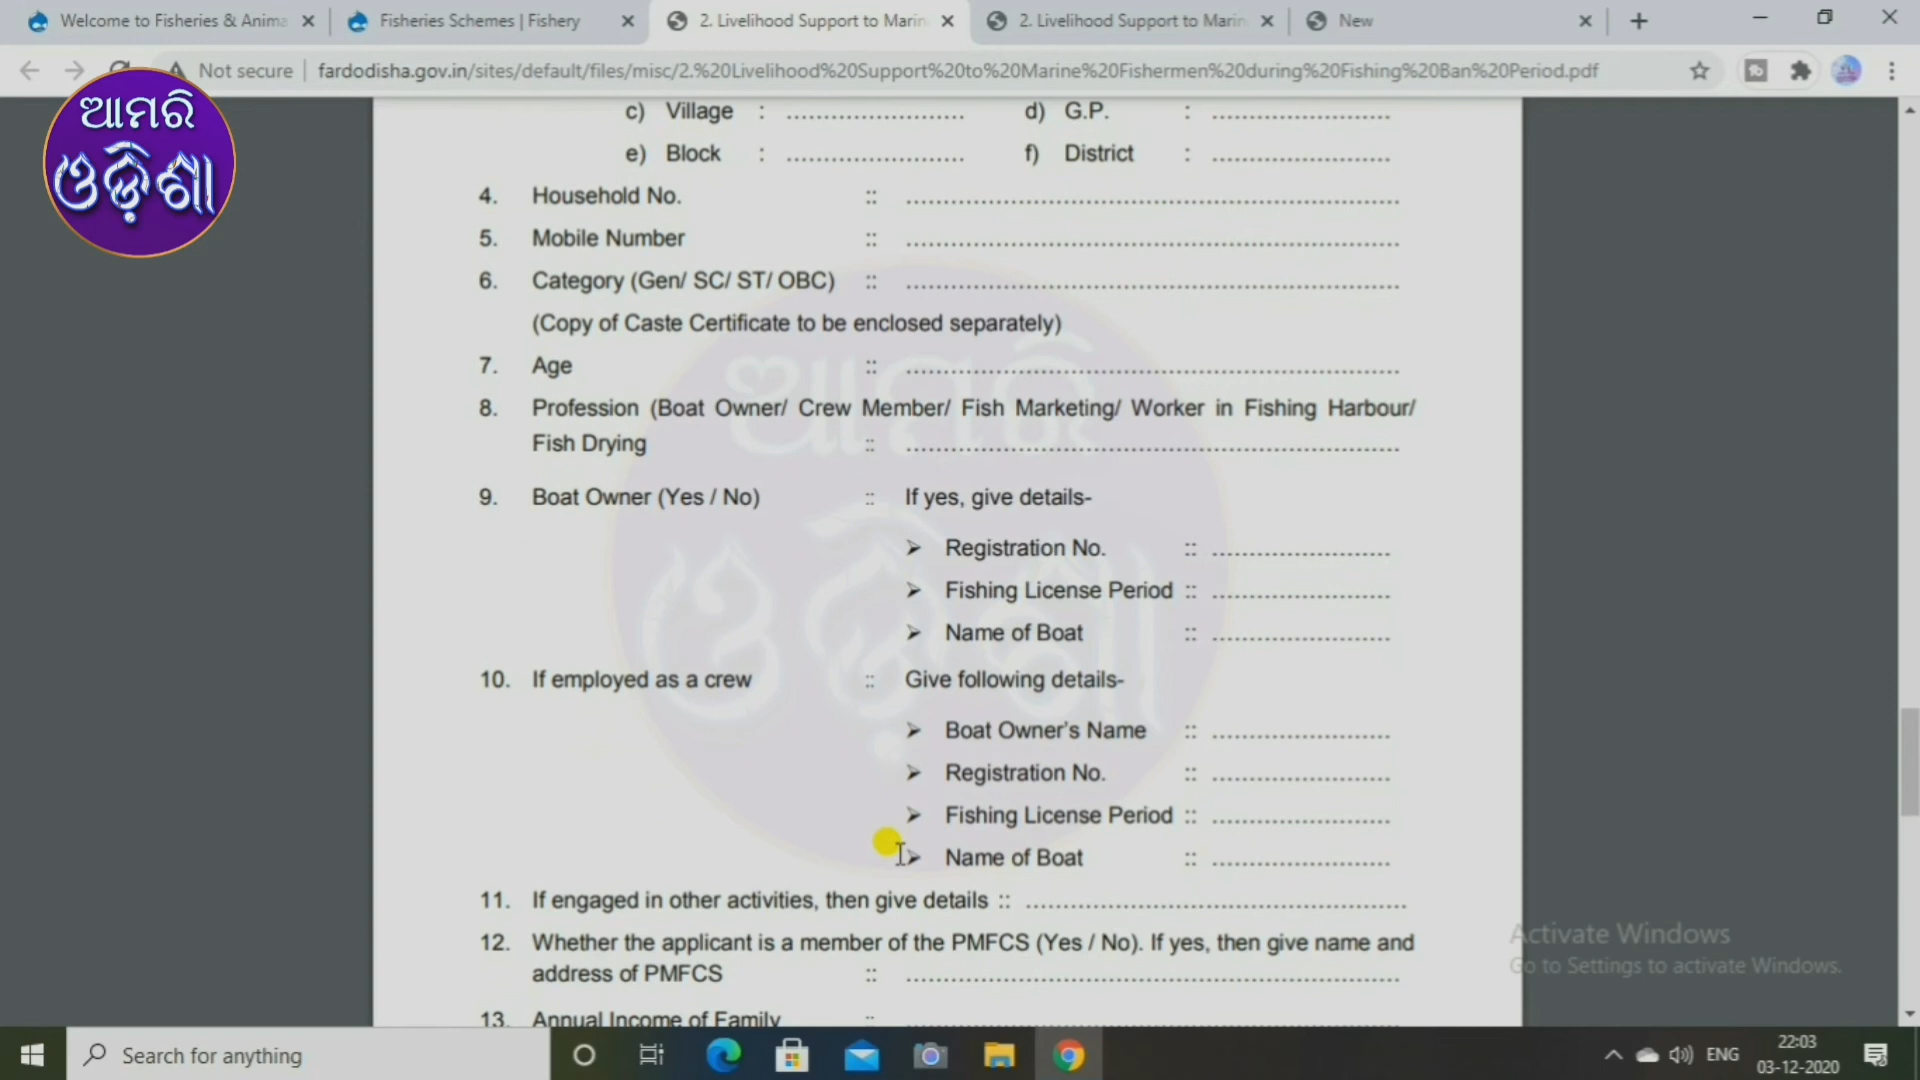 Welcome to Fisheries & Anima
Fisheries Schemes | Fishery
2. Livelihood Support to Marin
2. Livelihood Support to Marin
New
Not secure
fardodisha.gov.in/sites/default/files/misc/2.%20Livelihood%20Support%20to%20Marine%20Fishermen%20during%20Fishing%20Ban%20Period.pdf
ଆମରି
ଓଡ଼ିଶା
c) Village : ........................ d) G.P. : ........................
e) Block : ........................ f) District : ........................
4. Household No. :: ................................................................
5. Mobile Number :: ................................................................
6. Category (Gen/ SC/ ST/ OBC) :: ................................................................
(Copy of Caste Certificate to be enclosed separately)
7. Age :: ................................................................
8. Profession (Boat Owner/ Crew Member/ Fish Marketing/ Worker in Fishing Harbour/
Fish Drying :: ................................................................
9. Boat Owner (Yes / No) :: If yes, give details-
➢ Registration No. :: ........................
➢ Fishing License Period :: ........................
➢ Name of Boat :: ........................
10. If employed as a crew :: Give following details-
➢ Boat Owner's Name :: ........................
➢ Registration No. :: ........................
➢ Fishing License Period :: ........................
➢ Name of Boat :: ........................
11. If engaged in other activities, then give details :: ..................................................
12. Whether the applicant is a member of the PMFCS (Yes / No). If yes, then give name and
address of PMFCS :: ................................................................
13. Annual Income of Family ::
ଆମରି
ଓଡ଼ିଶା
Activate Windows
Go to Settings to activate Windows.
Search for anything
ENG
22:03
03-12-2020